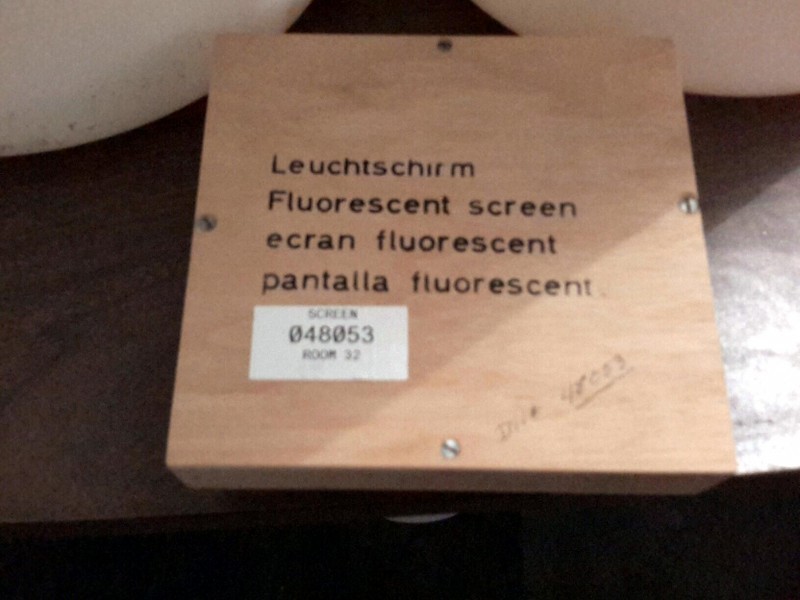 Leuchtschirm
Fluorescent screen
ecran fluorescent
pantalla fluorescent.
SCREEN
048053
ROOM 32